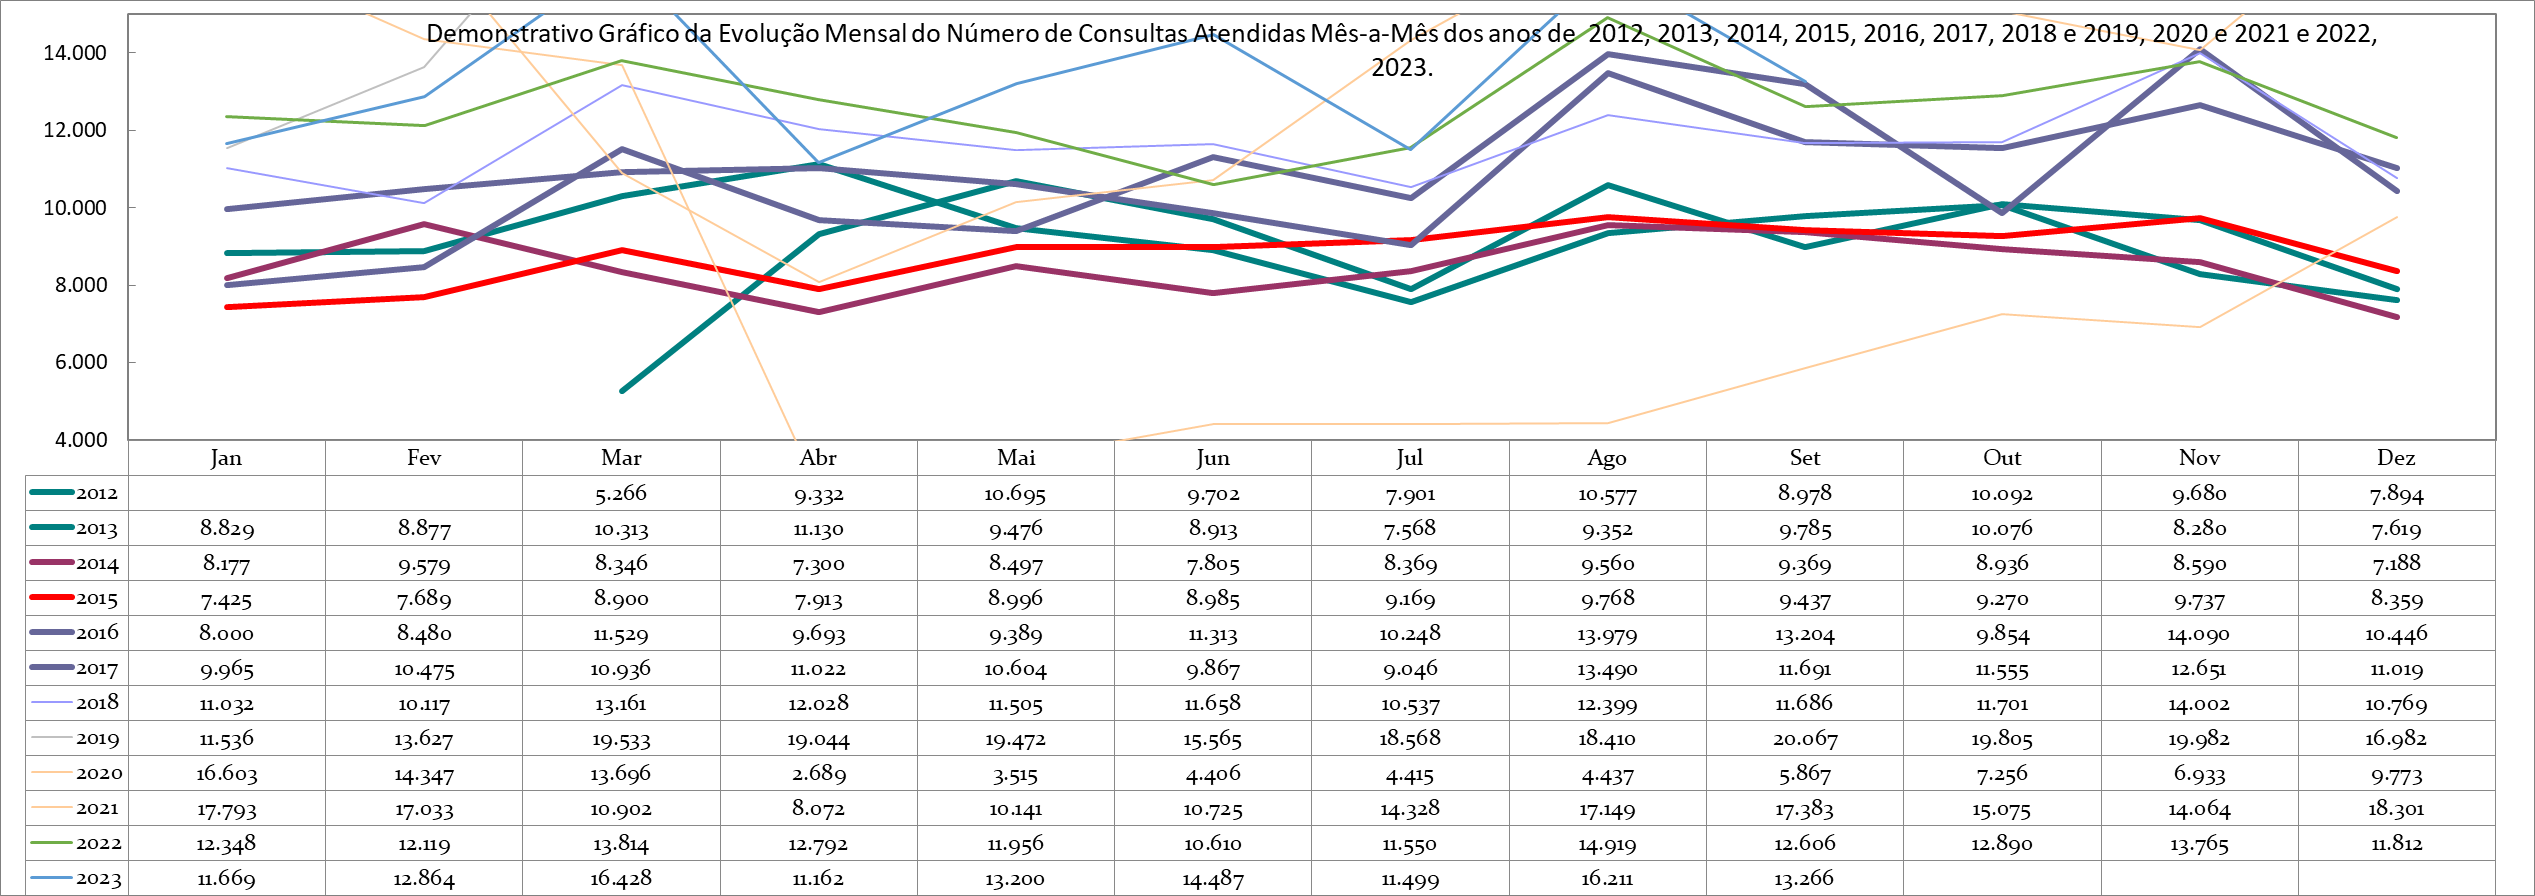 Demonstrativo Gráfico da Evolução Mensal do Número de Consultas Atendidas Mês-a-Mês dos anos de 2012, 2013, 2014, 2015, 2016, 2017, 2018 e 2019, 2020 e 2021 e 2022,
2023.
14.000
12.000
10.000
8.000
6.000
4.000
Jan Fev Mar Abr Mai Jun Jul Ago Set Out Nov Dez
2012 5.266 9.332 10.695 9.702 7.901 10.577 8.978 10.092 9.680 7.894
2013 8.829 8.877 10.313 11.130 9.476 8.913 7.568 9.352 9.785 10.076 8.280 7.619
2014 8.177 9.579 8.346 7.300 8.497 7.805 8.369 9.560 9.369 8.936 8.590 7.188
2015 7.425 7.689 8.900 7.913 8.996 8.985 9.169 9.768 9.437 9.270 9.737 8.359
2016 8.000 8.480 11.529 9.693 9.389 11.313 10.248 13.979 13.204 9.854 14.090 10.446
2017 9.965 10.475 10.936 11.022 10.604 9.867 9.046 13.490 11.691 11.555 12.651 11.019
2018 11.032 10.117 13.161 12.028 11.505 11.658 10.537 12.399 11.686 11.701 14.002 10.769
2019 11.536 13.627 19.533 19.044 19.472 15.565 18.568 18.410 20.067 19.805 19.982 16.982
2020 16.603 14.347 13.696 2.689 3.515 4.406 4.415 4.437 5.867 7.256 6.933 9.773
2021 17.793 17.033 10.902 8.072 10.141 10.725 14.328 17.149 17.383 15.075 14.064 18.301
2022 12.348 12.119 13.814 12.792 11.956 10.610 11.550 14.919 12.606 12.890 13.765 11.812
2023 11.669 12.864 16.428 11.162 13.200 14.487 11.499 16.211 13.266